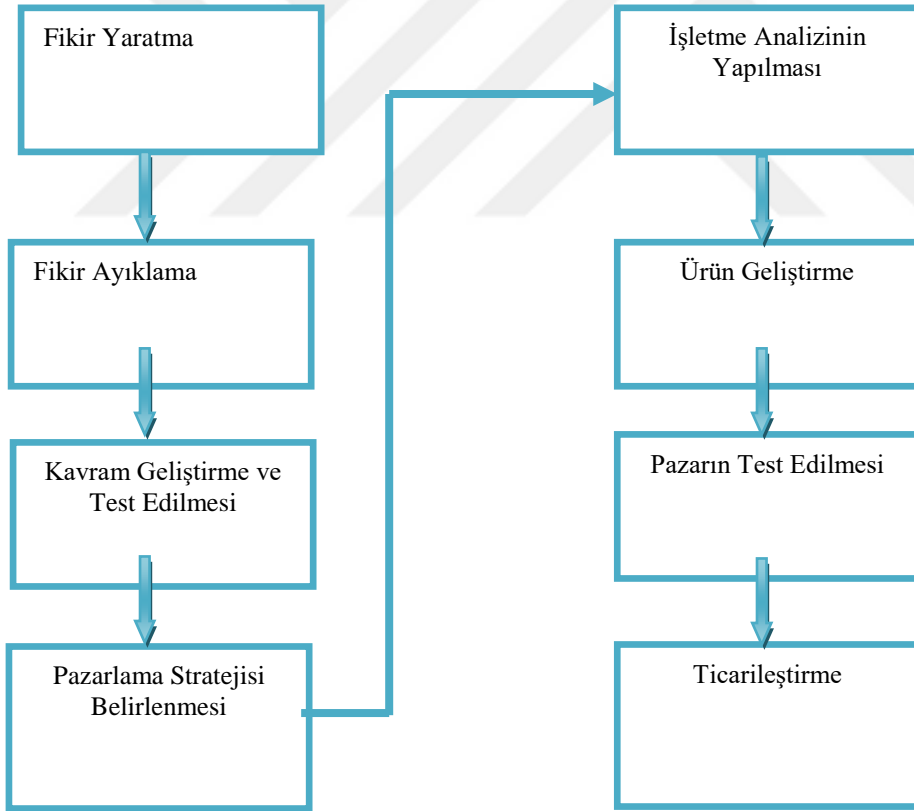 Fikir Yaratma
Fikir Ayıklama
Kavram Geliştirme ve
Test Edilmesi
Pazarlama Stratejisi
Belirlenmesi
İşletme Analizinin
Yapılması
Ürün Geliştirme
Pazarın Test Edilmesi
Ticarileştirme